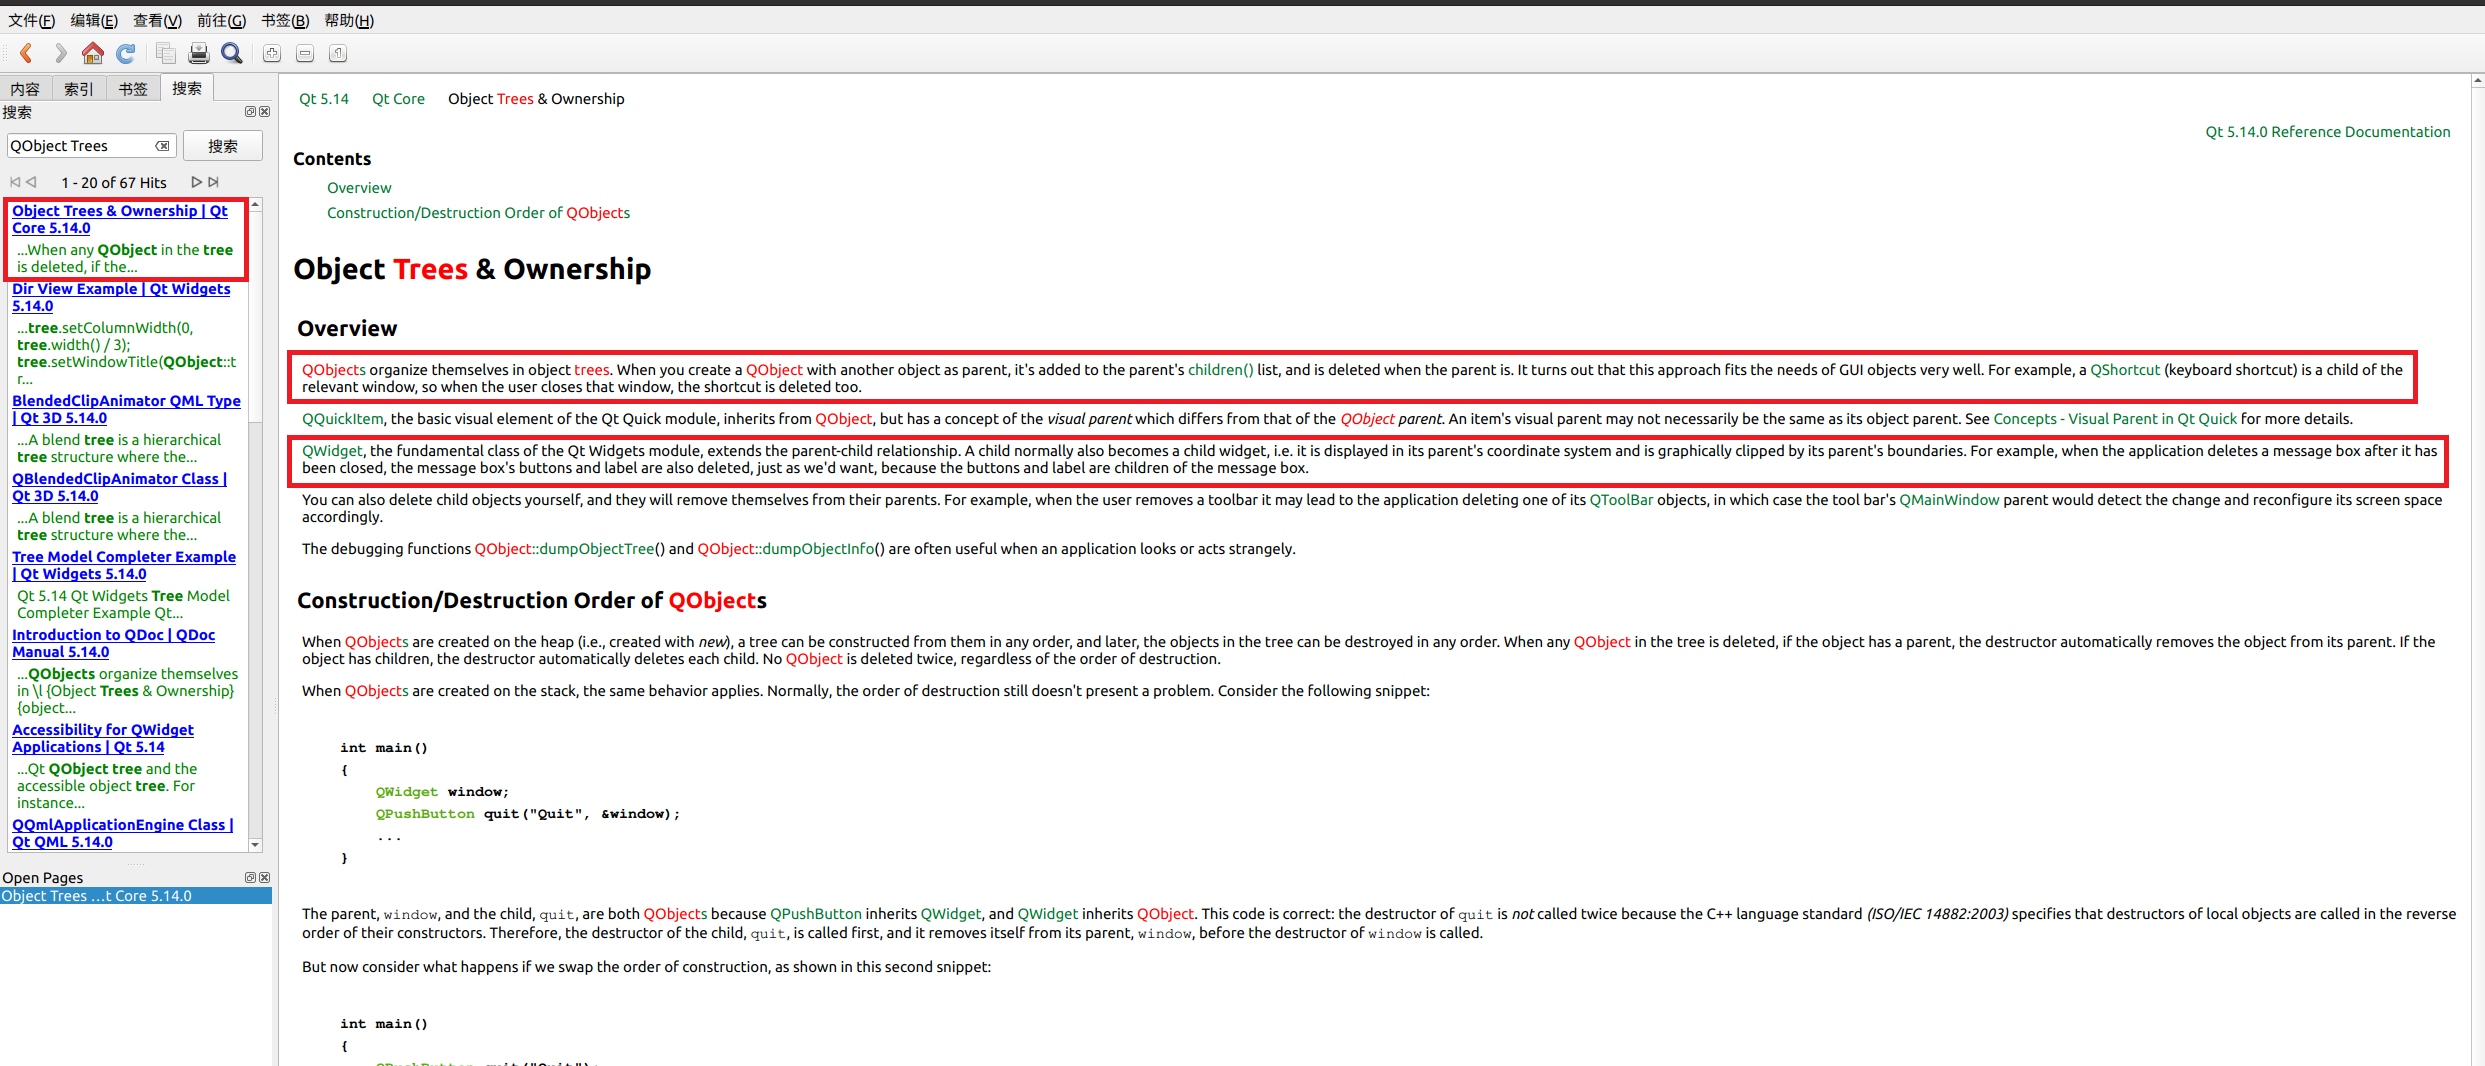 文件(F) 编辑(E) 查看(V) 前往(G) 书签(B) 帮助(H)
内容 索引 书签 搜索
搜索
QObject Trees 搜索
1 - 20 of 67 Hits
Object Trees & Ownership | Qt
Core 5.14.0
...When any QObject in the tree
is deleted, if the...
Dir View Example | Qt Widgets
5.14.0
...tree.setColumnWidth(0,
tree.width() / 3);
tree.setWindowTitle(QObject::t
r...
BlendedClipAnimator QML Type
| Qt 3D 5.14.0
...A blend tree is a hierarchical
tree structure where the...
QBlendedClipAnimator Class |
Qt 3D 5.14.0
...A blend tree is a hierarchical
tree structure where the...
Tree Model Completer Example
| Qt Widgets 5.14.0
Qt 5.14 Qt Widgets Tree Model
Completer Example Qt...
Introduction to QDoc | QDoc
Manual 5.14.0
...QObjects organize themselves
in \l {Object Trees & Ownership}
{object...
Accessibility for QWidget
Applications | Qt 5.14
...Qt QObject tree and the
accessible object tree. For
instance...
QQmlApplicationEngine Class |
Qt QML 5.14.0
Open Pages
Object Trees ...t Core 5.14.0
Qt 5.14 Qt Core Object Trees & Ownership
Qt 5.14.0 Reference Documentation
Contents
Overview
Construction/Destruction Order of QObjects
Object Trees & Ownership
Overview
QObjects organize themselves in object trees. When you create a QObject with another object as parent, it's added to the parent's children() list, and is deleted when the parent is. It turns out that this approach fits the needs of GUI objects very well. For example, a QShortcut (keyboard shortcut) is a child of the
relevant window, so when the user closes that window, the shortcut is deleted too.
QQuickItem, the basic visual element of the Qt Quick module, inherits from QObject, but has a concept of the visual parent which differs from that of the QObject parent. An item's visual parent may not necessarily be the same as its object parent. See Concepts - Visual Parent in Qt Quick for more details.
QWidget, the fundamental class of the Qt Widgets module, extends the parent-child relationship. A child normally also becomes a child widget, i.e. it is displayed in its parent's coordinate system and is graphically clipped by its parent's boundaries. For example, when the application deletes a message box after it has
been closed, the message box's buttons and label are also deleted, just as we'd want, because the buttons and label are children of the message box.
You can also delete child objects yourself, and they will remove themselves from their parents. For example, when the user removes a toolbar it may lead to the application deleting one of its QToolBar objects, in which case the tool bar's QMainWindow parent would detect the change and reconfigure its screen space
accordingly.
The debugging functions QObject::dumpObjectTree() and QObject::dumpObjectInfo() are often useful when an application looks or acts strangely.
Construction/Destruction Order of QObjects
When QObjects are created on the heap (i.e., created with new), a tree can be constructed from them in any order, and later, the objects in the tree can be destroyed in any order. When any QObject in the tree is deleted, if the object has a parent, the destructor automatically removes the object from its parent. If the
object has children, the destructor automatically deletes each child. No QObject is deleted twice, regardless of the order of destruction.
When QObjects are created on the stack, the same behavior applies. Normally, the order of destruction still doesn't present a problem. Consider the following snippet:
int main()
{
QWidget window;
QPushButton quit("Quit", &window);
...
}
The parent, window, and the child, quit, are both QObjects because QPushButton inherits QWidget, and QWidget inherits QObject. This code is correct: the destructor of quit is not called twice because the C++ language standard (ISO/IEC 14882:2003) specifies that destructors of local objects are called in the reverse
order of their constructors. Therefore, the destructor of the child, quit, is called first, and it removes itself from its parent, window, before the destructor of window is called.
But now consider what happens if we swap the order of construction, as shown in this second snippet:
int main()
{
QPushButton quit("Quit");